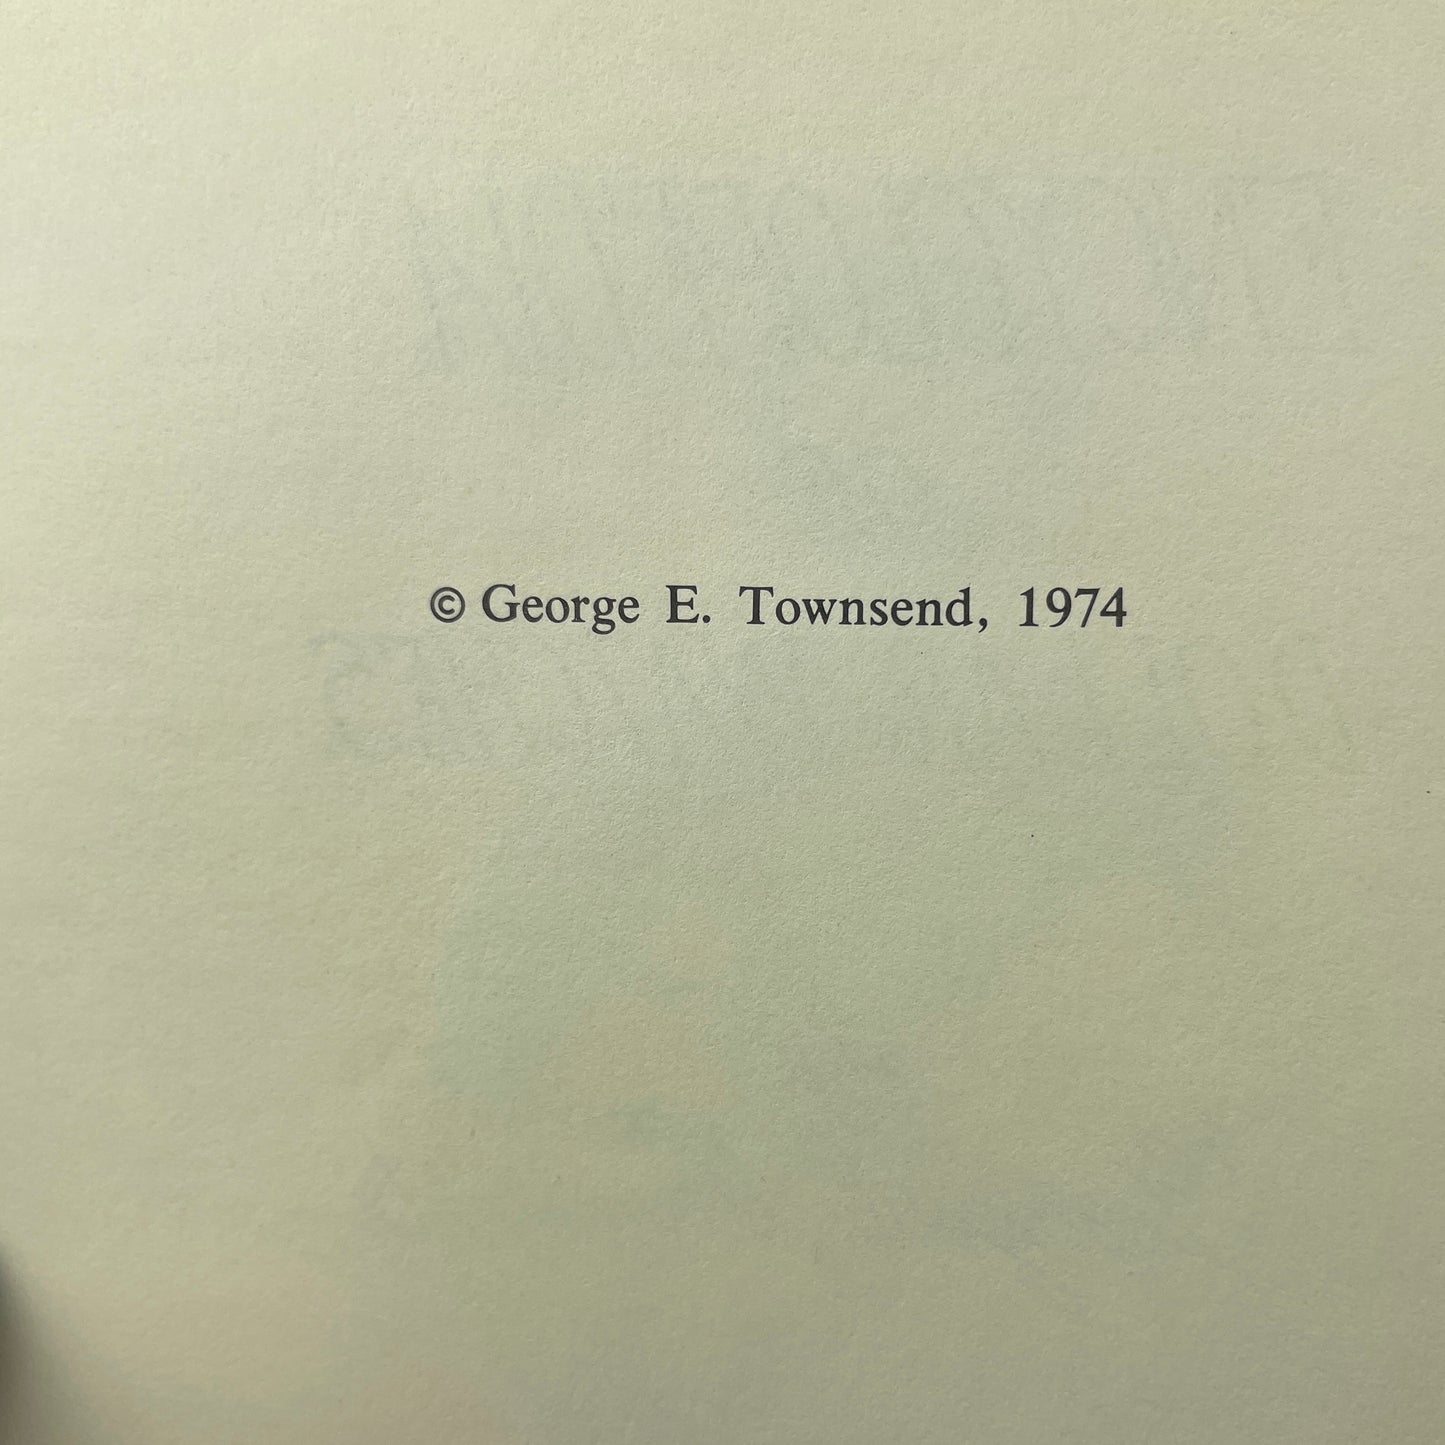 © George E. Townsend, 1974